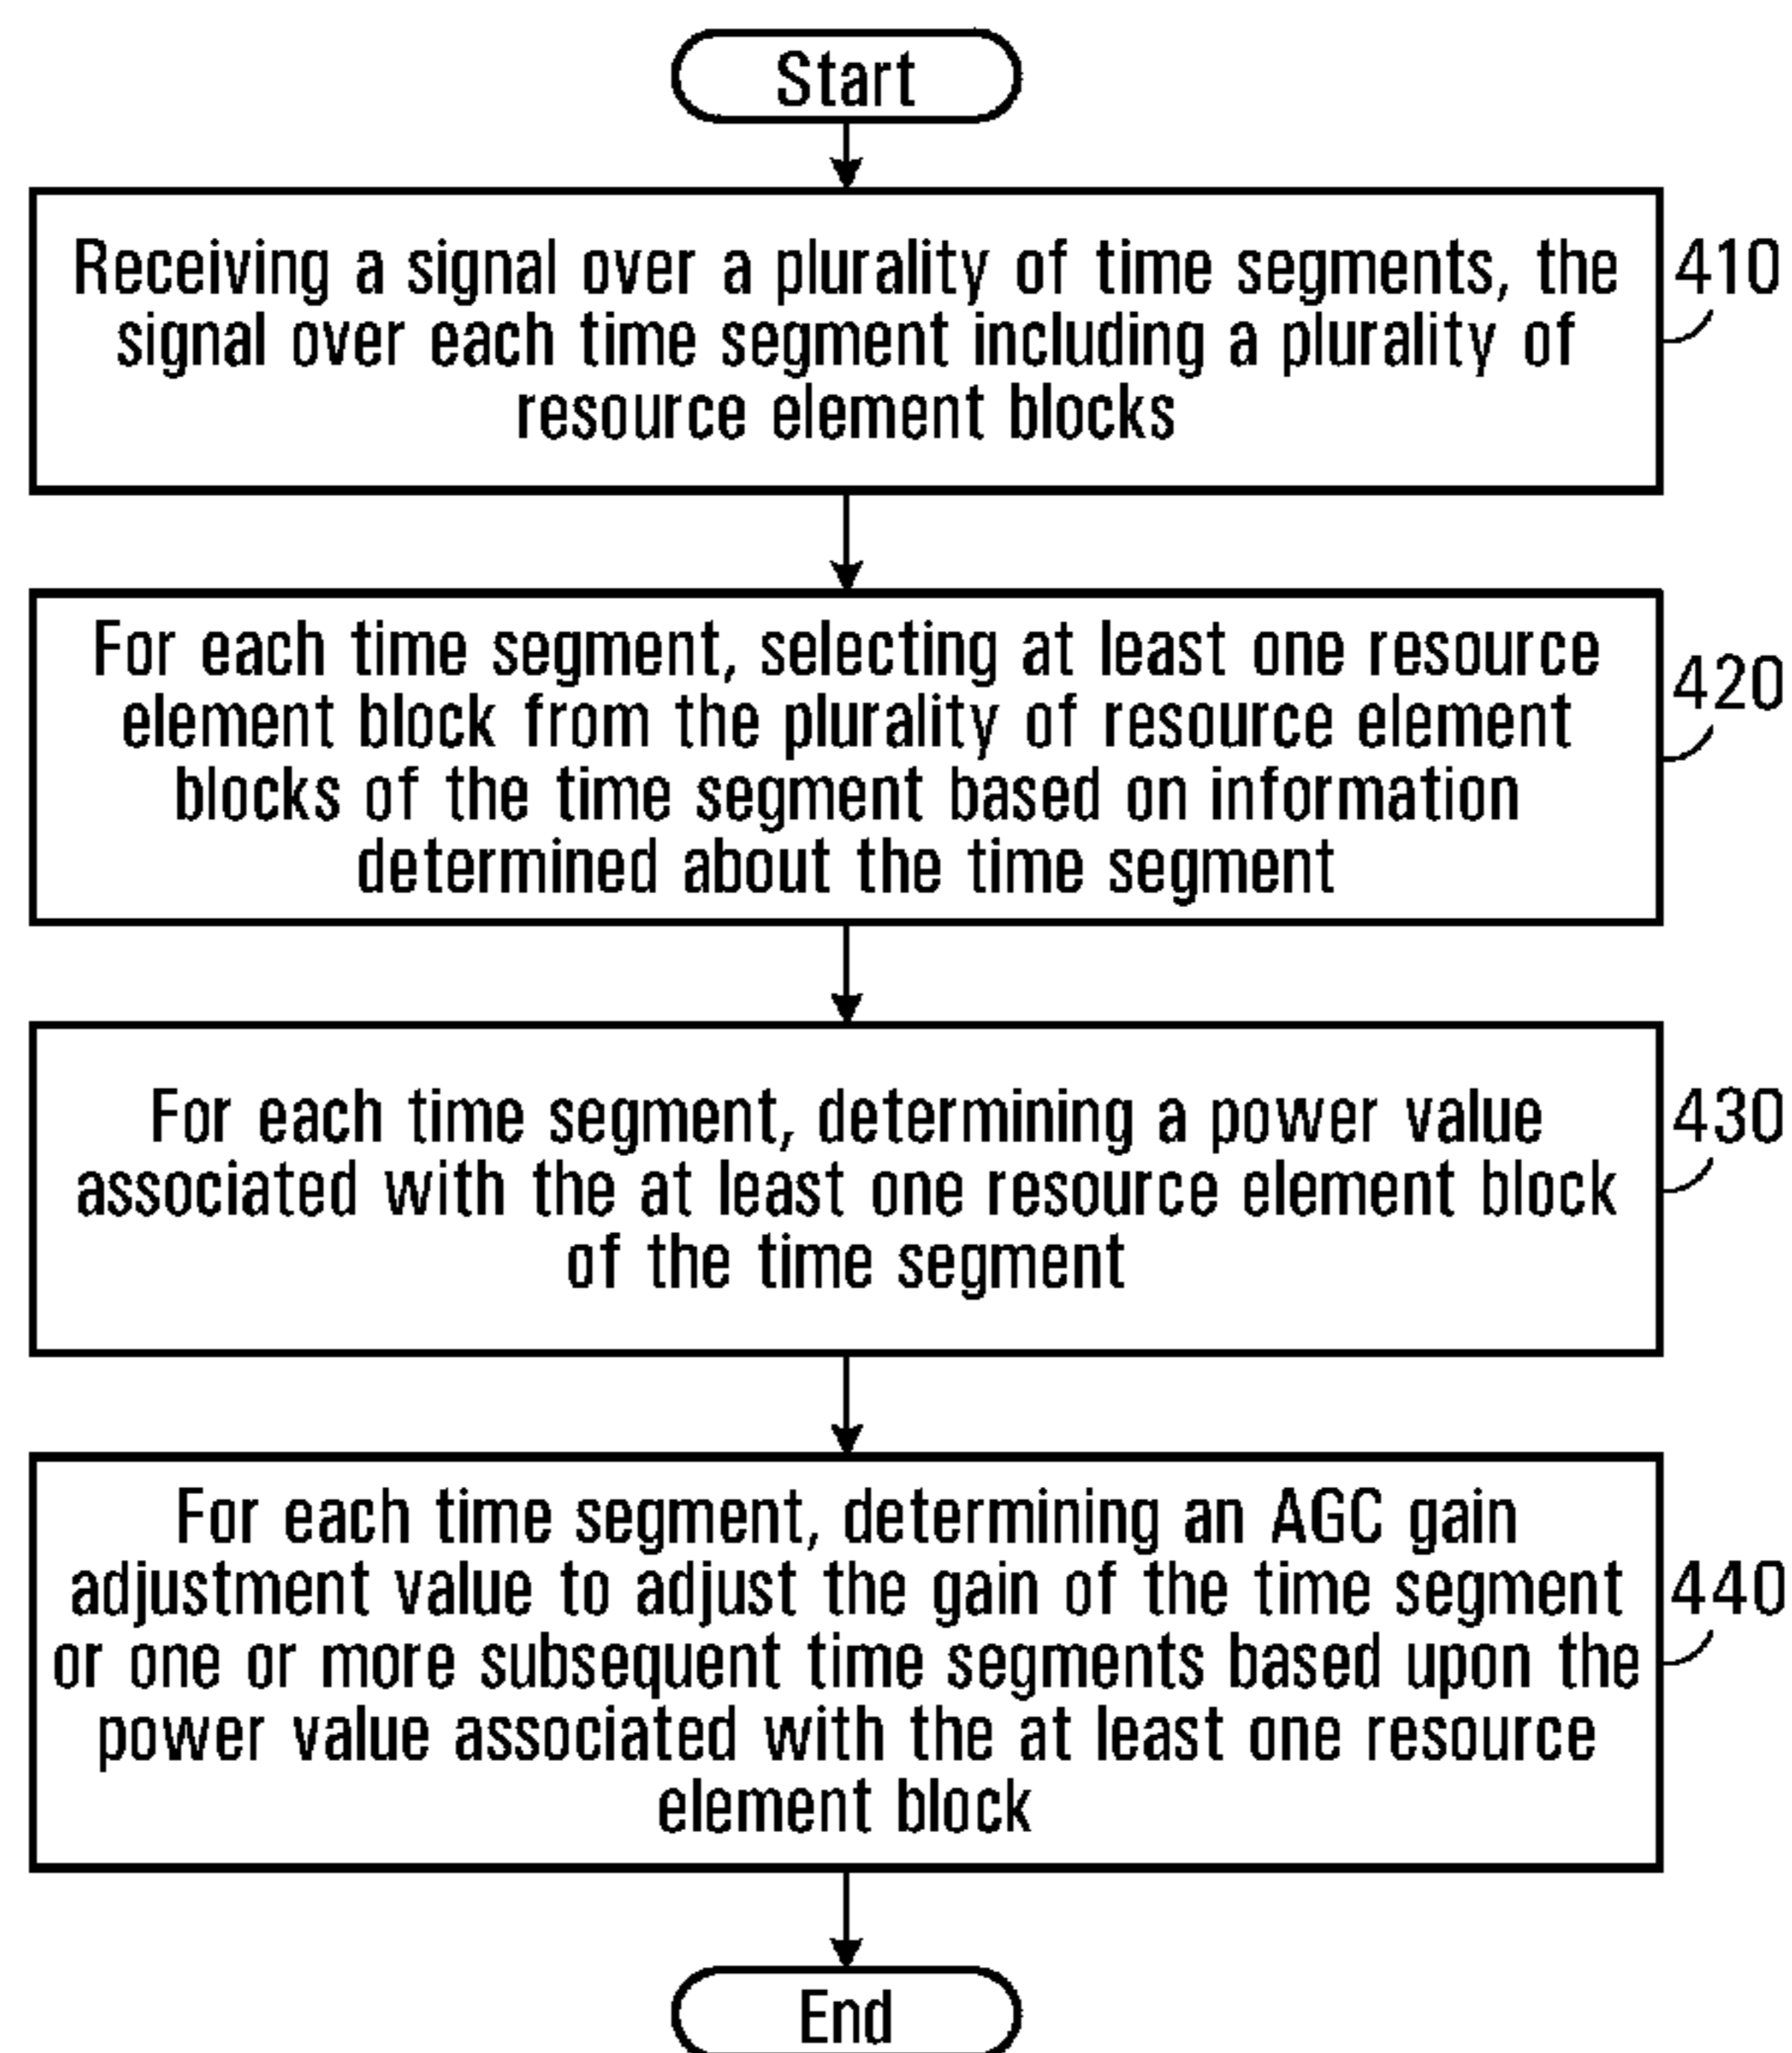 Start
Receiving a signal over a plurality of time segments, the
signal over each time segment including a plurality of
resource element blocks
410
For each time segment, selecting at least one resource
element block from the plurality of resource element
blocks of the time segment based on information
determined about the time segment
420
For each time segment, determining a power value
associated with the at least one resource element block
of the time segment
430
For each time segment, determining an AGC gain
adjustment value to adjust the gain of the time segment
or one or more subsequent time segments based upon the
power value associated with the at least one resource
element block
440
End